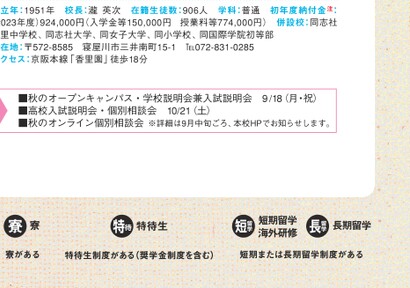 立年：1951年　校長：瀧 英次　在籍生徒数：906人　学科：普通　初年度納付金注：
2023年度）924,000円（入学金等150,000円　授業料等774,000円）　併設校：同志社
里中学校、同志社大学、同女子大学、同小学校、同国際学院初等部
在地：〒572-8585　寝屋川市三井南町15-1　℡072-831-0285
クセス：京阪本線「香里園」徒歩18分
■秋のオープンキャンパス・学校説明会兼入試説明会　9/18（月・祝）
■高校入試説明会・個別相談会　10/21（土）
■秋のオンライン個別相談会　※詳細は9月中旬ごろ、本校HPでお知らせします。
寮 寮
寮がある
特待 特待生
特待生制度がある（奨学金制度を含む）
短留学 短期留学
海外研修
長留学 長期留学
短期または長期留学制度がある